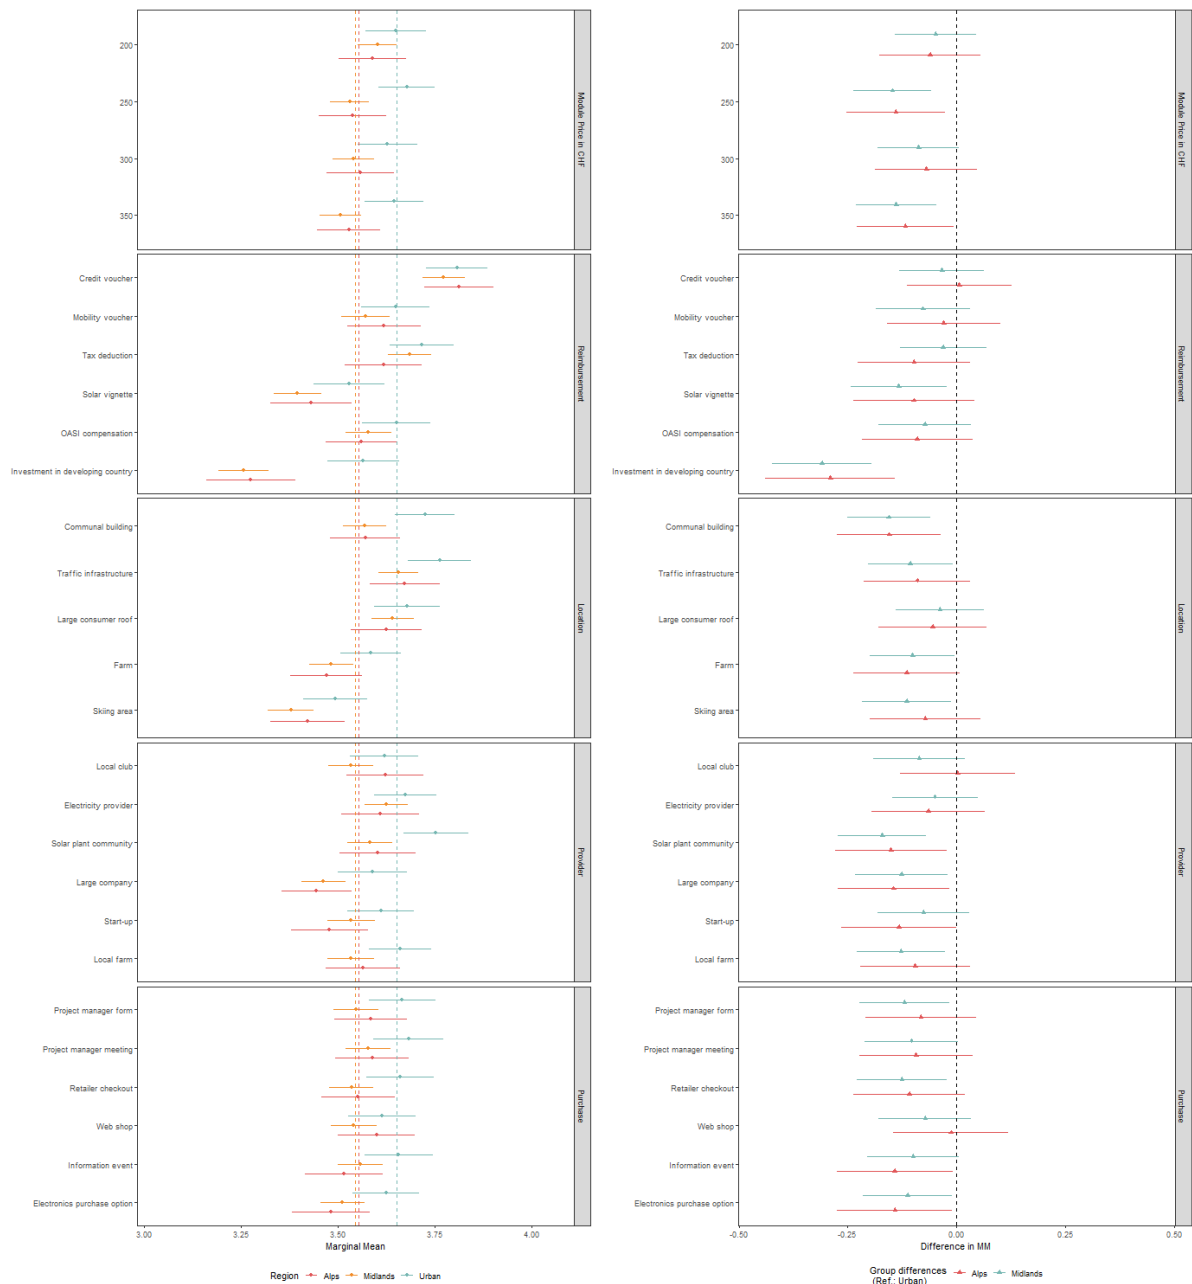 200
250
300
350
Module Price in CHF
Credit voucher
Mobility voucher
Tax deduction
Solar vignette
OASI compensation
Investment in developing country
Reimbursement
Communal building
Traffic infrastructure
Large consumer roof
Farm
Skiing area
Location
Local club
Electricity provider
Solar plant community
Large company
Start-up
Local farm
Provider
Project manager form
Project manager meeting
Retailer checkout
Web shop
Information event
Electronics purchase option
Purchase
3.00 3.25 3.50 3.75 4.00
Marginal Mean
Region Alps Midlands Urban
200
250
300
350
Module Price in CHF
Credit voucher
Mobility voucher
Tax deduction
Solar vignette
OASI compensation
Investment in developing country
Reimbursement
Communal building
Traffic infrastructure
Large consumer roof
Farm
Skiing area
Location
Local club
Electricity provider
Solar plant community
Large company
Start-up
Local farm
Provider
Project manager form
Project manager meeting
Retailer checkout
Web shop
Information event
Electronics purchase option
Purchase
-0.50 -0.25 0.00 0.25 0.50
Difference in MM
Group differences
(Ref.: Urban)
Alps Midlands